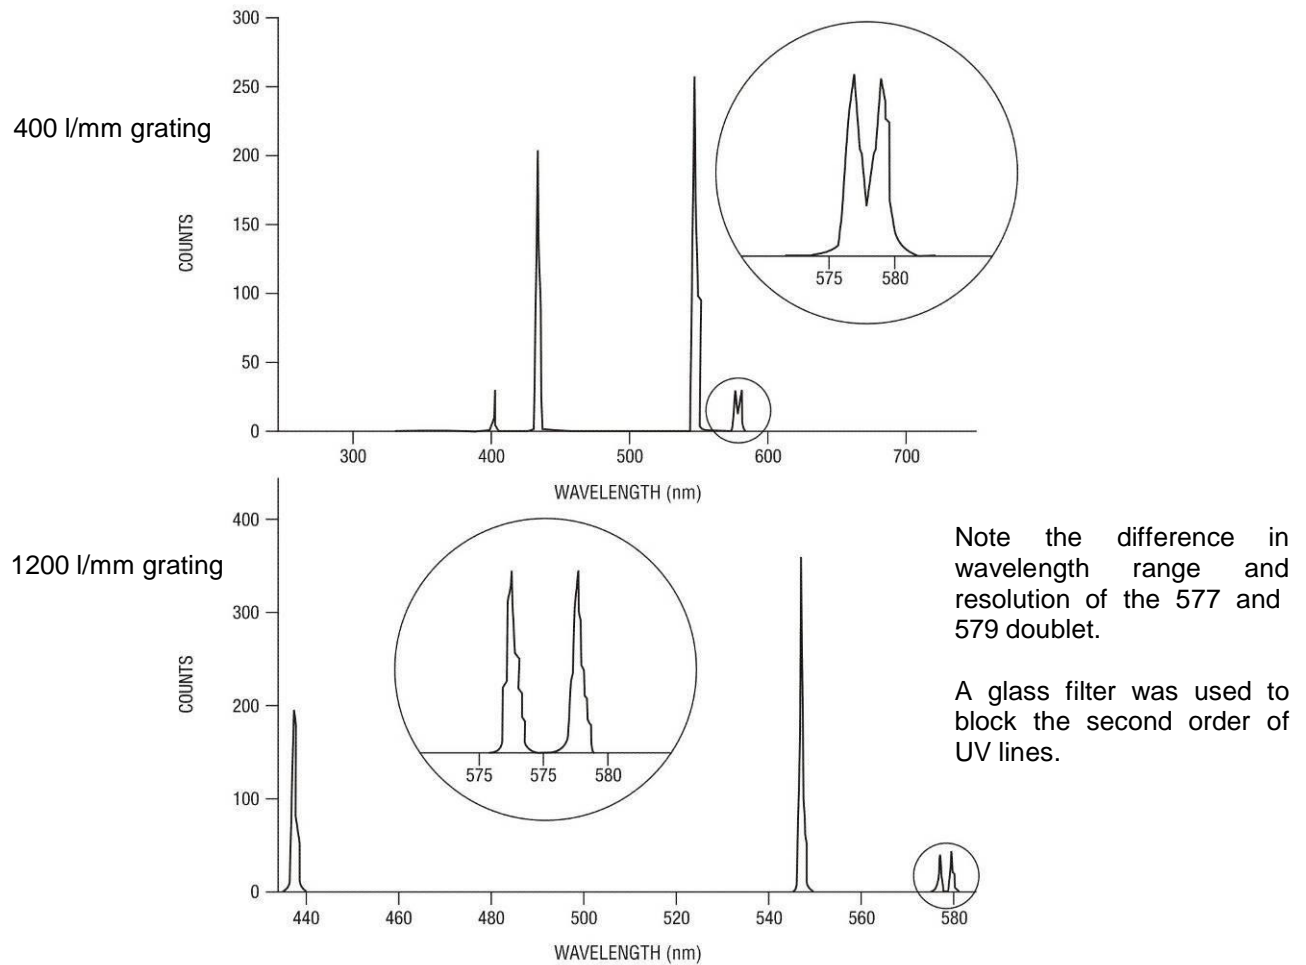 400 l/mm grating
300
250
200
150
100
50
0
COUNTS
300 400 500 600 700
WAVELENGTH (nm)
575 580
1200 l/mm grating
400
300
200
100
0
COUNTS
440 460 480 500 520 540 560 580
WAVELENGTH (nm)
575 575 580
Note the difference in
wavelength range and
resolution of the 577 and
579 doublet.
A glass filter was used to
block the second order of
UV lines.